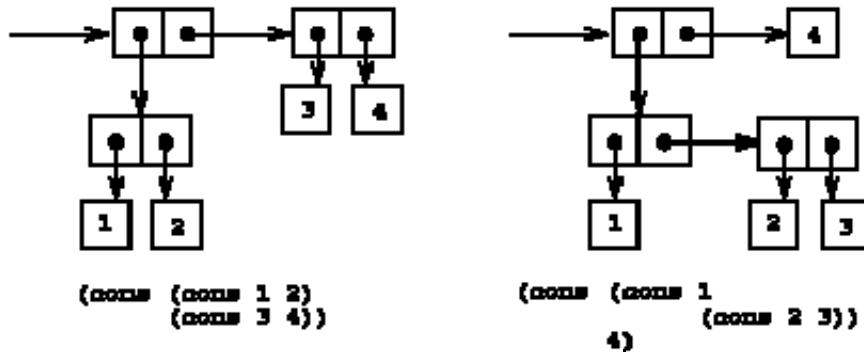 4
3 4
1 2
1 2 3
(cons (cons 1 2)
(cons 3 4))
(cons (cons 1
(cons 2 3))
4)